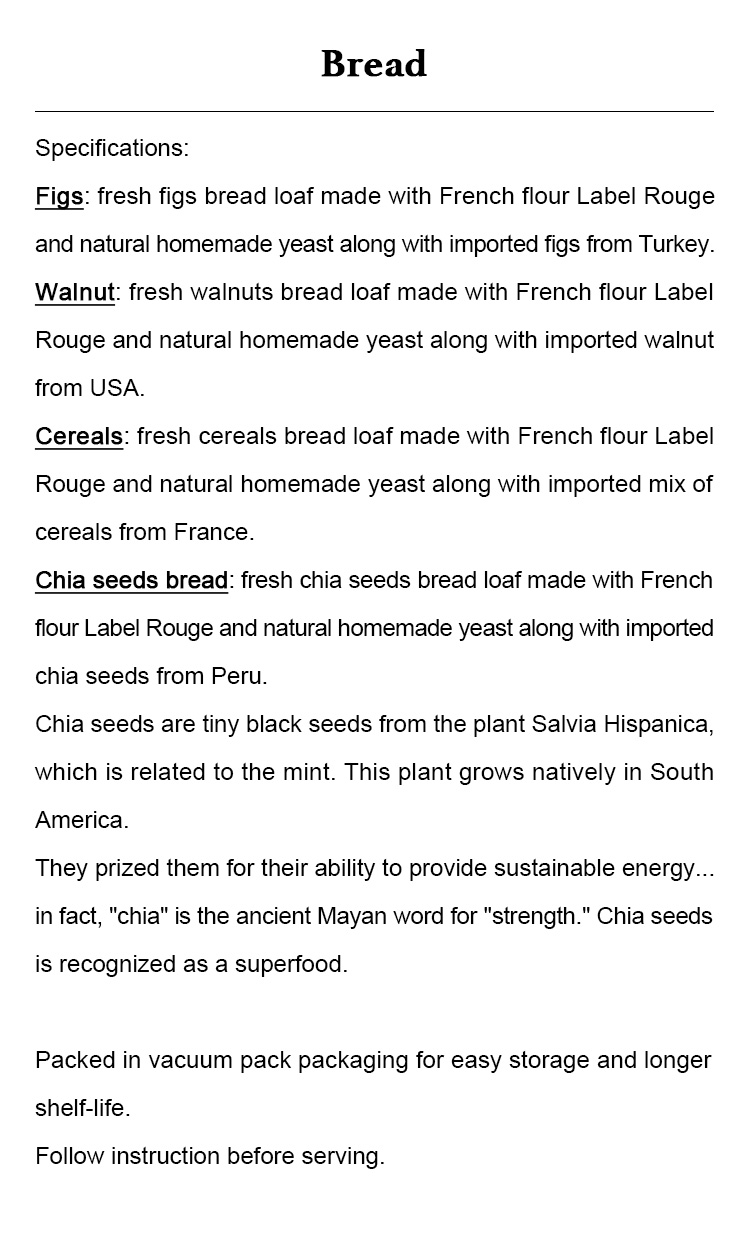 Bread
Specifications:
Figs: fresh figs bread loaf made with French flour Label Rouge
and natural homemade yeast along with imported figs from Turkey.
Walnut: fresh walnuts bread loaf made with French flour Label
Rouge and natural homemade yeast along with imported walnut
from USA.
Cereals: fresh cereals bread loaf made with French flour Label
Rouge and natural homemade yeast along with imported mix of
cereals from France.
Chia seeds bread: fresh chia seeds bread loaf made with French
flour Label Rouge and natural homemade yeast along with imported
chia seeds from Peru.
Chia seeds are tiny black seeds from the plant Salvia Hispanica,
which is related to the mint. This plant grows natively in South
America.
They prized them for their ability to provide sustainable energy...
in fact, "chia" is the ancient Mayan word for "strength." Chia seeds
is recognized as a superfood.
Packed in vacuum pack packaging for easy storage and longer
shelf-life.
Follow instruction before serving.